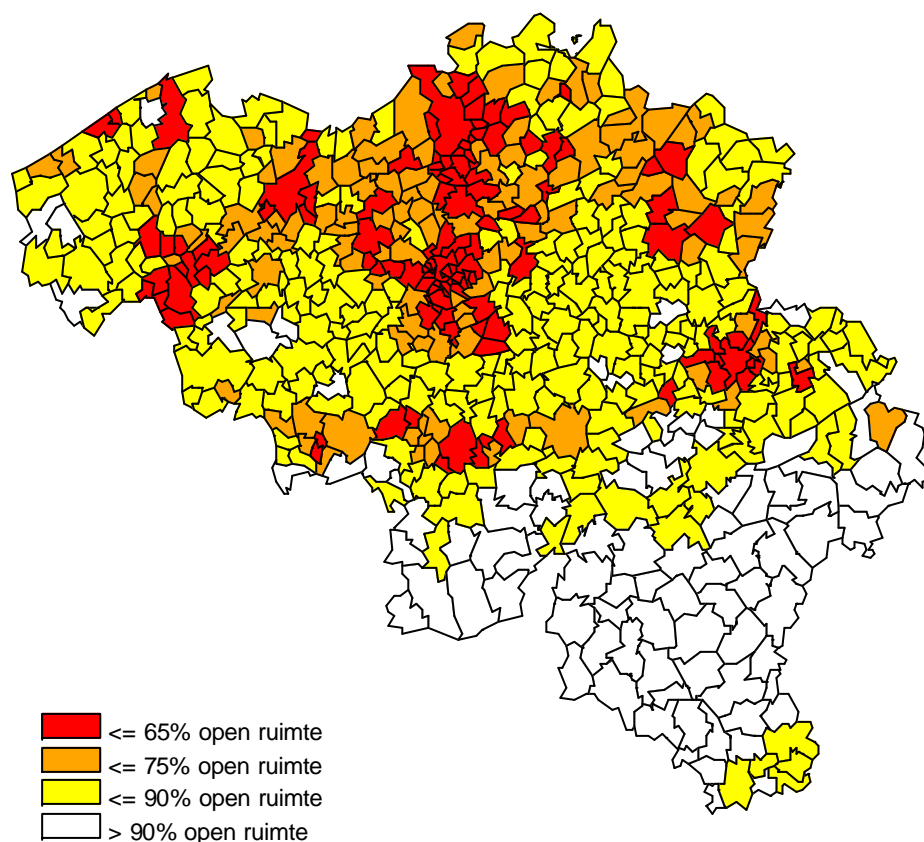 <= 65% open ruimte
<= 75% open ruimte
<= 90% open ruimte
> 90% open ruimte